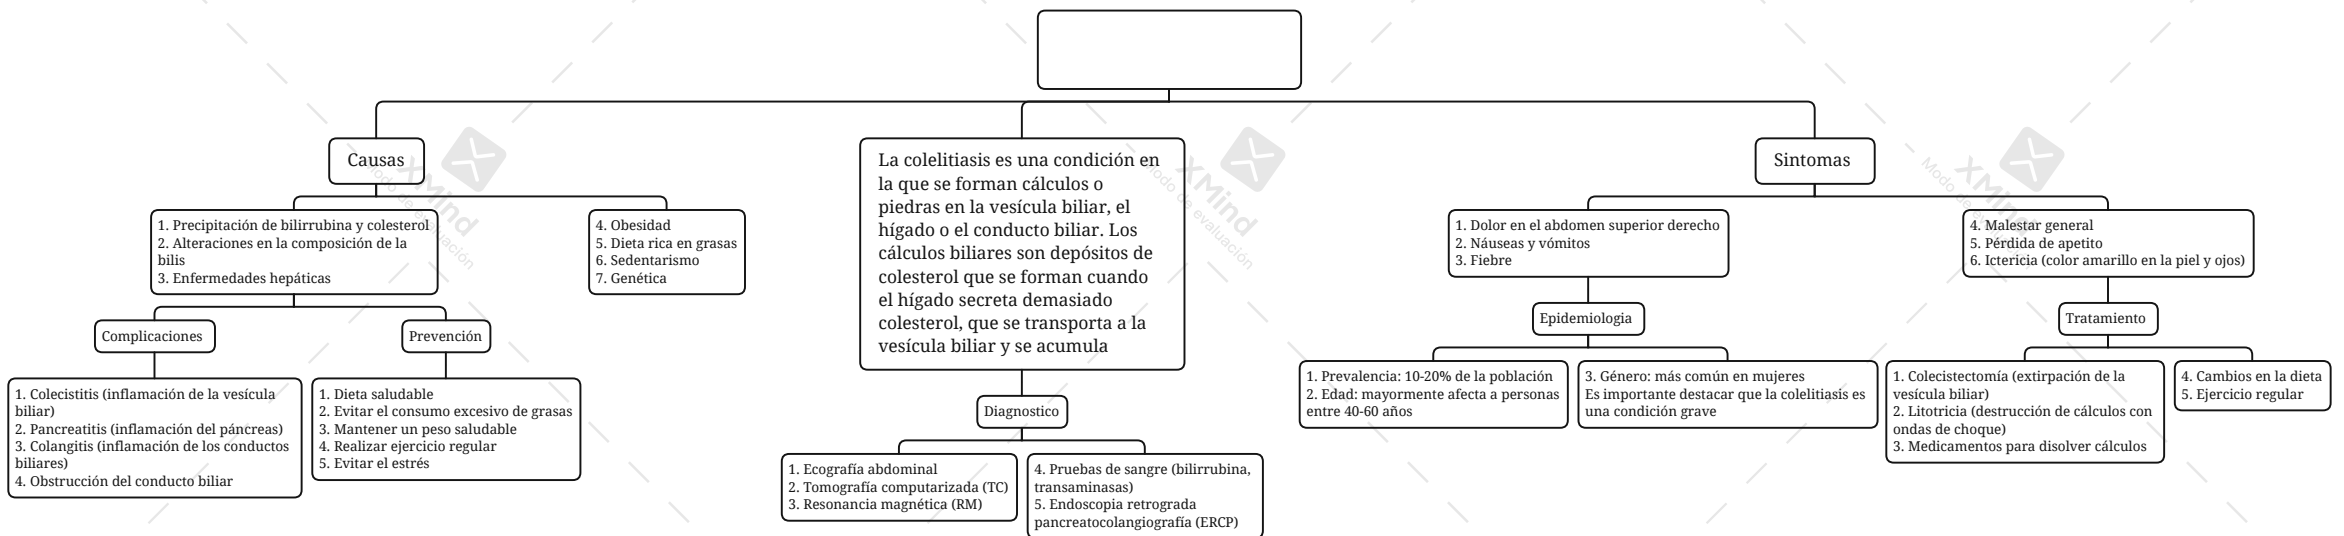 Causas
1. Precipitación de bilirrubina y colesterol
2. Alteraciones en la composición de la
bilis
3. Enfermedades hepáticas
4. Obesidad
5. Dieta rica en grasas
6. Sedentarismo
7. Genética
Complicaciones
1. Colecistitis (inflamación de la vesícula
biliar)
2. Pancreatitis (inflamación del páncreas)
3. Colangitis (inflamación de los conductos
biliares)
4. Obstrucción del conducto biliar
Prevención
1. Dieta saludable
2. Evitar el consumo excesivo de grasas
3. Mantener un peso saludable
4. Realizar ejercicio regular
5. Evitar el estrés
La colelitiasis es una condición en
la que se forman cálculos o
piedras en la vesícula biliar, el
hígado o el conducto biliar. Los
cálculos biliares son depósitos de
colesterol que se forman cuando
el hígado secreta demasiado
colesterol, que se transporta a la
vesícula biliar y se acumula
Diagnostico
1. Ecografía abdominal
2. Tomografía computarizada (TC)
3. Resonancia magnética (RM)
4. Pruebas de sangre (bilirrubina,
transaminasas)
5. Endoscopia retrograda
pancreatocolangiografía (ERCP)
Sintomas
1. Dolor en el abdomen superior derecho
2. Náuseas y vómitos
3. Fiebre
4. Malestar general
5. Pérdida de apetito
6. Ictericia (color amarillo en la piel y ojos)
Epidemiologia
1. Prevalencia: 10-20% de la población
2. Edad: mayormente afecta a personas
entre 40-60 años
3. Género: más común en mujeres
Es importante destacar que la colelitiasis es
una condición grave
Tratamiento
1. Colecistectomía (extirpación de la
vesícula biliar)
2. Litotricia (destrucción de cálculos con
ondas de choque)
3. Medicamentos para disolver cálculos
4. Cambios en la dieta
5. Ejercicio regular
XMind
Modo de evaluación
XMind
Modo de evaluación
XMind
Modo de evaluación